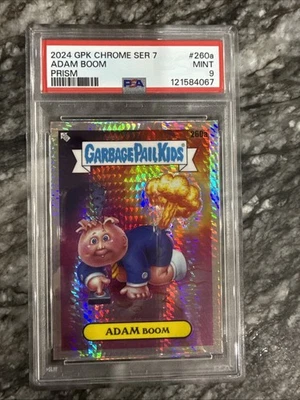 2024 GPK CHROME SER 7 #260a
ADAM BOOM MINT
PRISM 9
PSA 121584067
260a
GARBAGE PAIL KIDS
ADAM BOOM